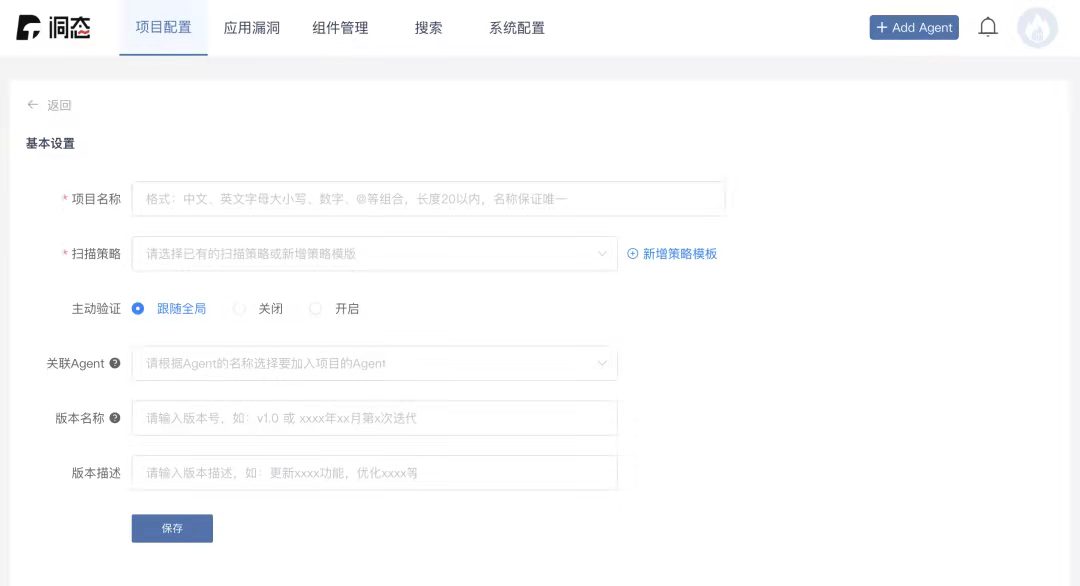 洞态 项目配置 应用漏洞 组件管理 搜索 系统配置 + Add Agent
← 返回
基本设置
* 项目名称 格式：中文、英文字母大小写、数字、@等组合，长度20以内，名称保证唯一
* 扫描策略 请选择已有的扫描策略或新增策略模版 新增策略模板
主动验证 跟随全局 关闭 开启
关联Agent 请根据Agent的名称选择要加入项目的Agent
版本名称 请输入版本号，如：v1.0 或 xxxx年xx月第x次迭代
版本描述 请输入版本描述，如：更新xxxx功能，优化xxxx等
保存